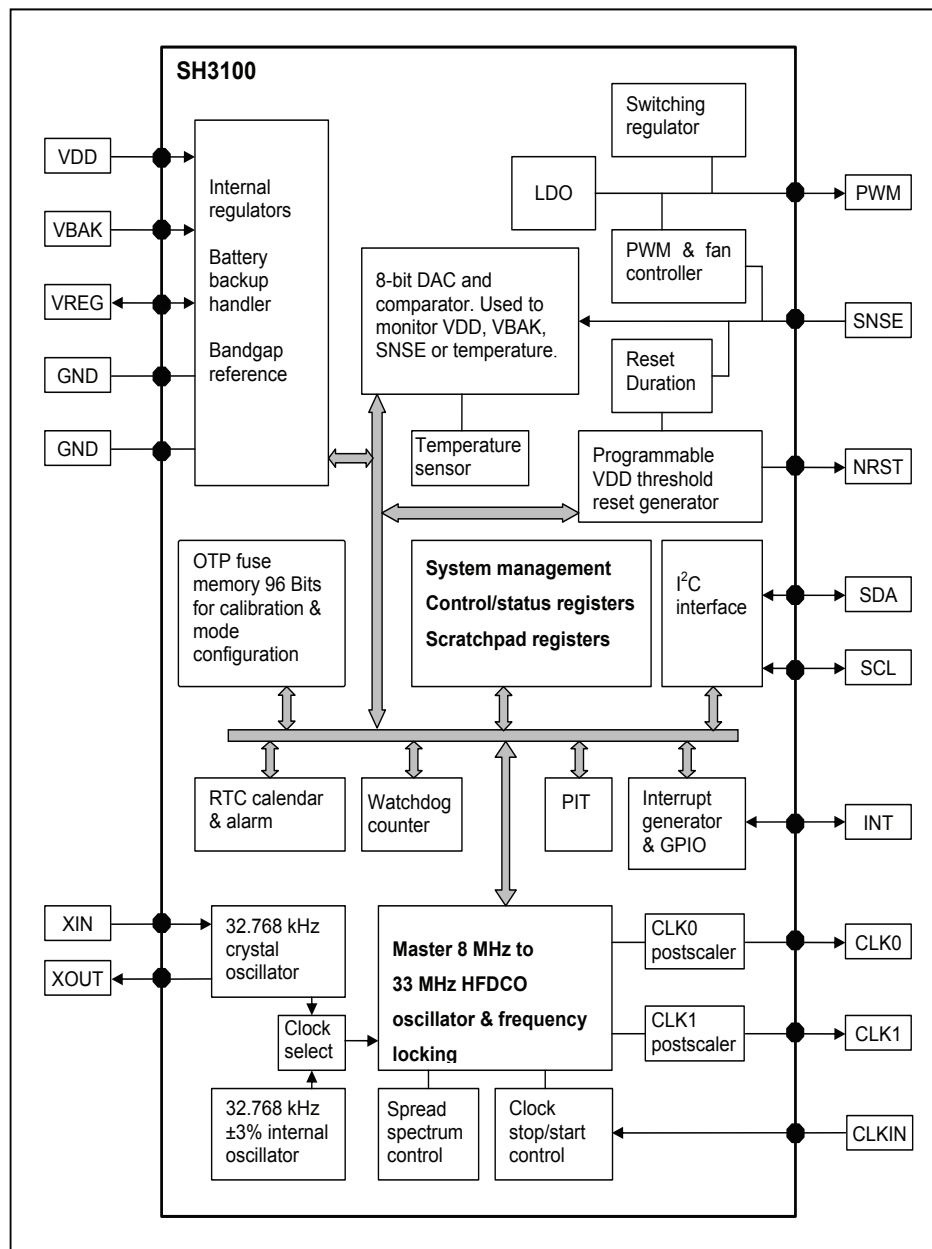 SH3100
Switching
regulator
VDD
LDO
PWM
Internal
regulators
VBAK
PWM & fan
controller
Battery
backup
handler
8-bit DAC and
comparator. Used to
monitor VDD, VBAK,
SNSE or temperature.
VREG
SNSE
Bandgap
reference
Reset
Duration
GND
GND
Temperature
sensor
Programmable
VDD threshold
reset generator
NRST
OTP fuse
memory 96 Bits
for calibration &
mode
configuration
System management
Control/status registers
Scratchpad registers
I²C
interface
SDA
SCL
RTC calendar
& alarm
Watchdog
counter
PIT
Interrupt
generator
& GPIO
INT
XIN
32.768 kHz
crystal
oscillator
XOUT
Master 8 MHz to
33 MHz HFDCO
oscillator & frequency
locking
CLK0
postscaler
CLK0
Clock
select
CLK1
postscaler
CLK1
32.768 kHz
±3% internal
oscillator
Spread
spectrum
control
Clock
stop/start
control
CLKIN